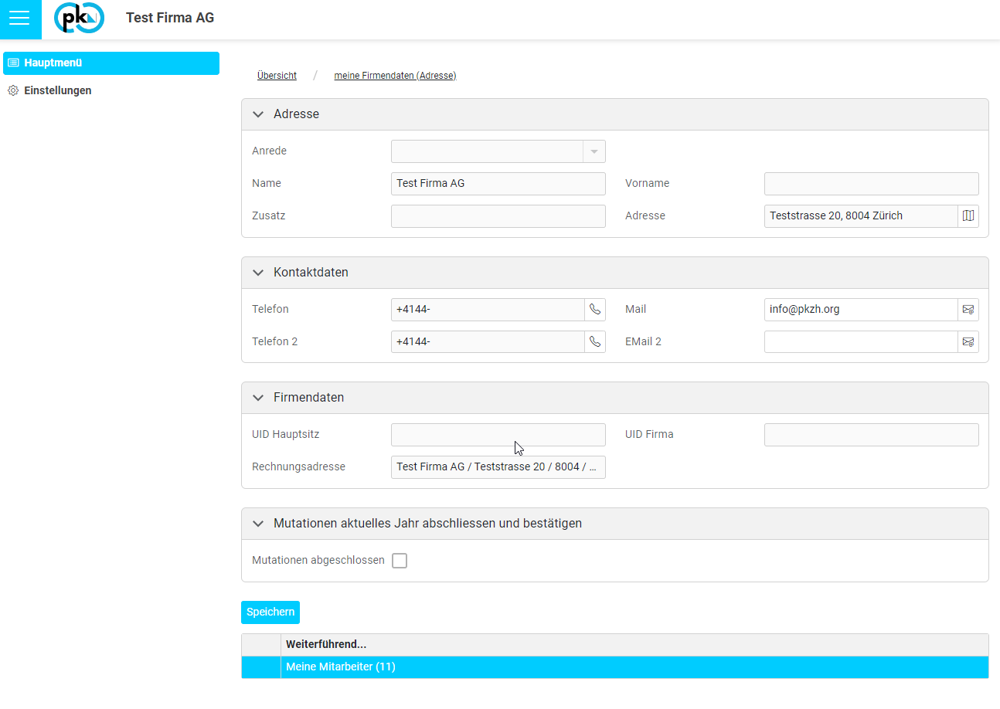 pk
Test Firma AG
Hauptmenü
Einstellungen
Übersicht / meine Firmendaten (Adresse)
Adresse
Anrede
Name Test Firma AG Vorname
Zusatz Adresse Teststrasse 20, 8004 Zürich
Kontaktdaten
Telefon +4144- Mail info@pkzh.org
Telefon 2 +4144- EMail 2
Firmendaten
UID Hauptsitz UID Firma
Rechnungsadresse Test Firma AG / Teststrasse 20 / 8004 / ...
Mutationen aktuelles Jahr abschliessen und bestätigen
Mutationen abgeschlossen
Speichern
Weiterführend...
Meine Mitarbeiter (11)